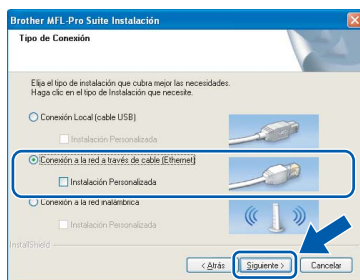 Brother MFL-Pro Suite Instalación
Tipo de Conexión
Elija el tipo de instalación que cubra mejor las necesidades.
Haga clic en el tipo de Instalación que necesite.
Conexión Local (cable USB)
Instalación Personalizada
Conexión a la red a través de cable (Ethernet)
Instalación Personalizada
Conexión a la red inalámbrica
Instalación Personalizada
InstallShield
< Atrás
Siguiente >
Cancelar